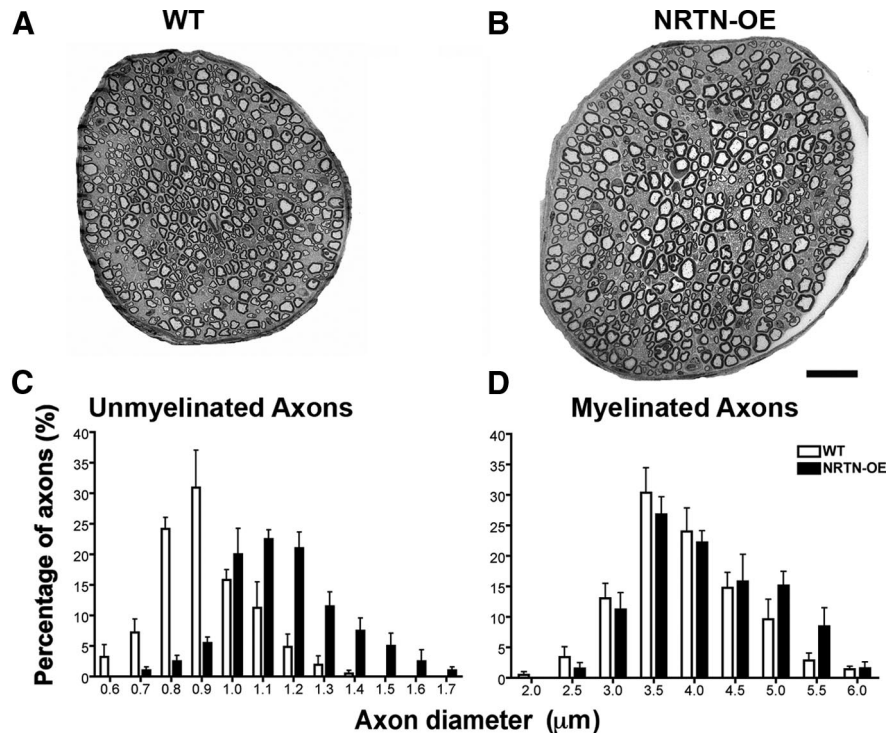 A WT
B NRTN-OE
C Unmyelinated Axons
D Myelinated Axons
Percentage of axons (%)
40
35
30
25
20
15
10
5
0
0.6 0.7 0.8 0.9 1.0 1.1 1.2 1.3 1.4 1.5 1.6 1.7
40
35
30
25
20
15
10
5
0
2.0 2.5 3.0 3.5 4.0 4.5 5.0 5.5 6.0
WT
NRTN-OE
Axon diameter (μm)